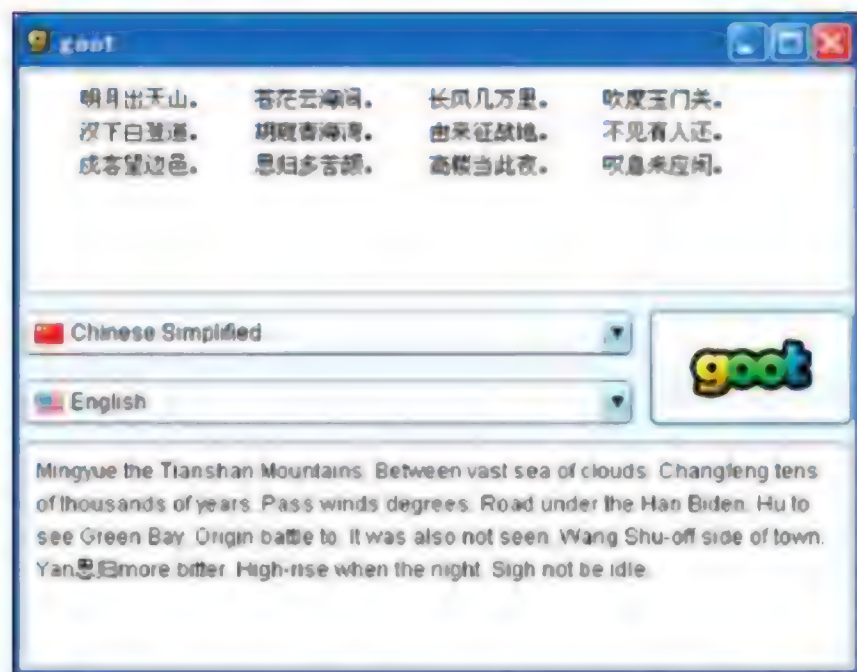 goot
明月出天山。 苍茫云海间。 长风几万里。 吹度玉门关。
汉下白登道。 胡窥青海湾。 由来征战地。 不见有人还。
戍客望边色。 思归多苦颜。 高楼当此夜。 叹息未应闲。
Chinese Simplified
goot
English
Mingyue the Tianshan Mountains. Between vast sea of clouds. Changfeng tens
of thousands of years. Pass winds degrees. Road under the Han Biden. Hu to
see Green Bay. Origin battle to. It was also not seen. Wang Shu-off side of town.
Yan思归more bitter. High-rise when the night. Sigh not be idle.